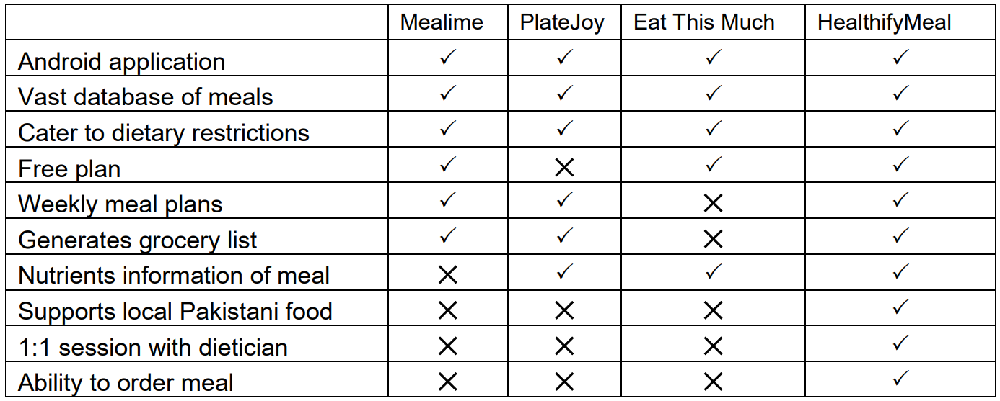 Mealime PlateJoy Eat This Much HealthifyMeal
Android application ✓ ✓ ✓ ✓
Vast database of meals ✓ ✓ ✓ ✓
Cater to dietary restrictions ✓ ✓ ✓ ✓
Free plan ✓ ✕ ✓ ✓
Weekly meal plans ✓ ✓ ✕ ✓
Generates grocery list ✓ ✓ ✕ ✓
Nutrients information of meal ✕ ✓ ✓ ✓
Supports local Pakistani food ✕ ✕ ✕ ✓
1:1 session with dietician ✕ ✕ ✕ ✓
Ability to order meal ✕ ✕ ✕ ✓